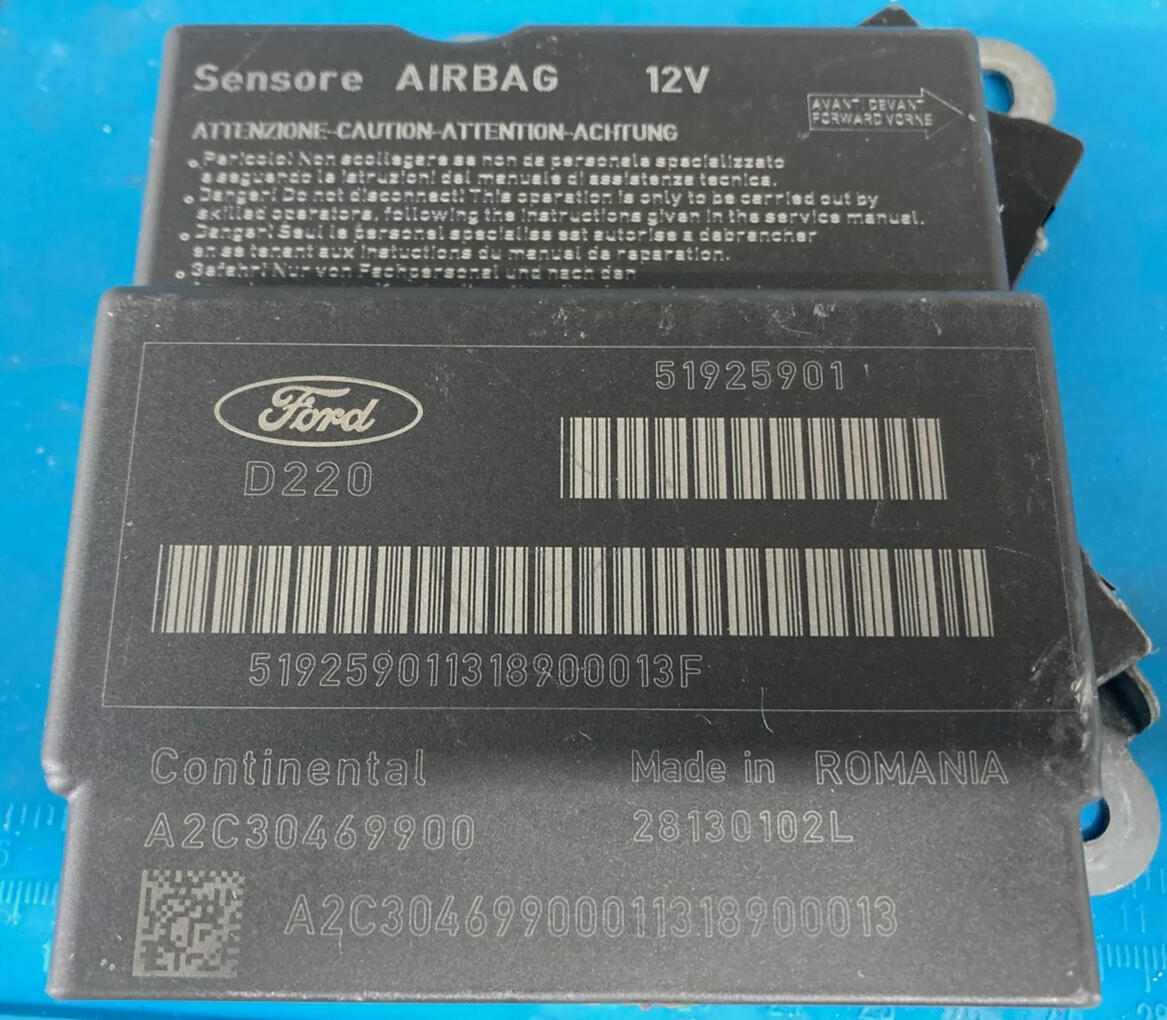 Sensore AIRBAG 12V
AVANTI DEVANT
FORWARD VORNE
ATTENZIONE-CAUTION-ATTENTION-ACHTUNG
Pericolo! Non scollegare se non da personale specializzato
e seguendo le istruzioni del manuale di assistenza tecnica.
Danger! Do not disconnect! This operation is only to be carried out by
skilled operators, following the instructions given in the service manual.
Danger! Seul le personal specialise est autorise a debrancher
en se tenant aux instuctions du manuel de reparation.
Gefahr! Nur von Fachpersonal und nach den
Ford
51925901
D220
519259011318900013F
Continental
Made in ROMANIA
A2C30469900
28130102L
A2C30469900011318900013